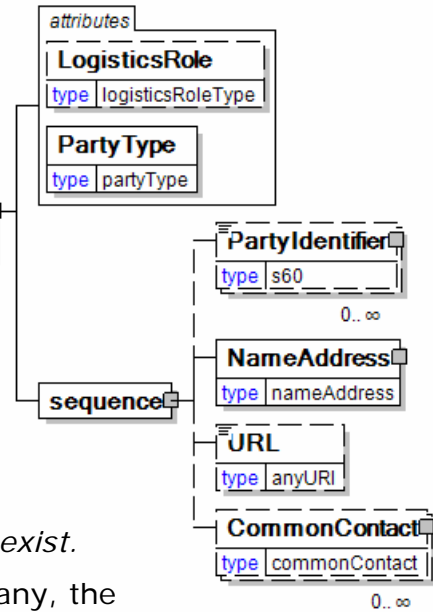 attributes
LogisticsRole
type logisticsRoleType
PartyType
type partyType
PartyIdentifier
type s60
0.. ∞
NameAddress
type nameAddress
sequence
URL
type anyURI
exist.
CommonContact
type commonContact
any, the
0.. ∞